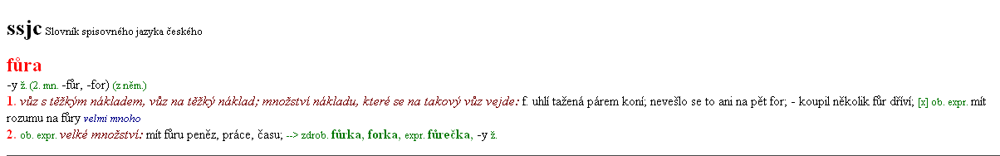 ssjc Slovník spisovného jazyka českého
fůra
-y ž. (2. mn. -fůr, -for) (z něm.)
1. vůz s těžkým nákladem, vůz na těžký náklad; množství nákladu, které se na takový vůz vejde: f. uhlí tažená párem koní; nevešlo se to ani na pět for; - koupil několik fůr dříví; [x] ob. expr. mít
rozumu na fůry velmi mnoho
2. ob. expr. velké množství: mít fůru peněz, práce, času; --> zdrob. fůrka, forka, expr. fůrečka, -y ž.